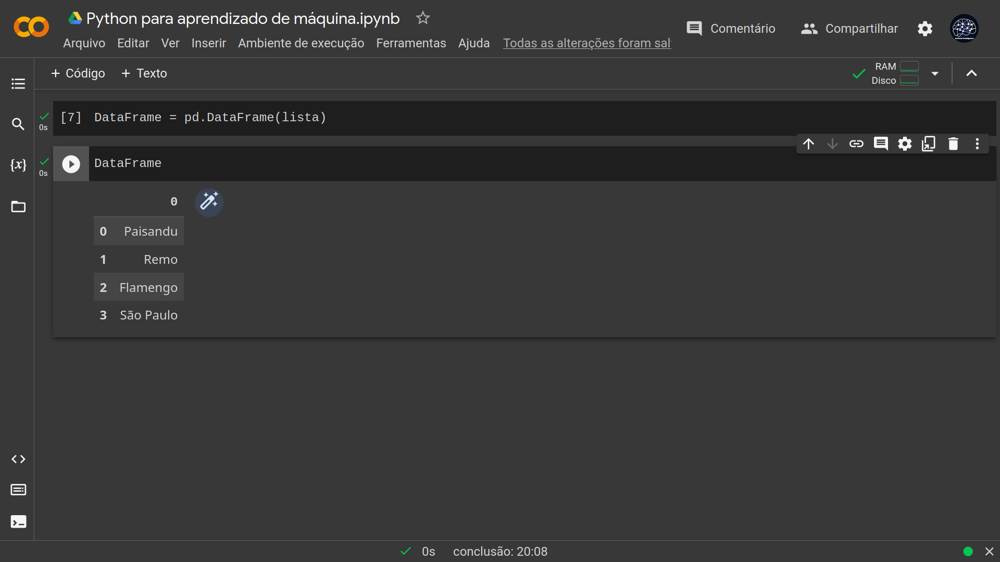 Python para aprendizado de máquina.ipynb
Comentário
Compartilhar
Arquivo Editar Ver Inserir Ambiente de execução Ferramentas Ajuda Todas as alterações foram sal
+ Código + Texto
RAM
Disco
{x}
0s
[7] DataFrame = pd.DataFrame(lista)
0s
DataFrame
0
0 Paisandu
1 Remo
2 Flamengo
3 São Paulo
0s conclusão: 20:08